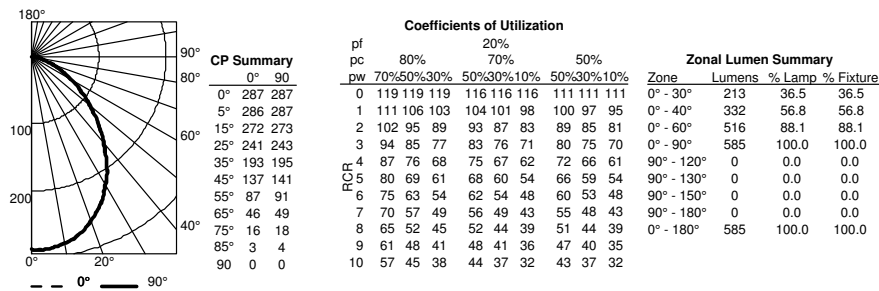 180°
90°
80°
60°
40°
20°
0°
100
200
0° 90°
CP Summary
0° 90
0° 287 287
5° 286 287
15° 272 273
25° 241 243
35° 193 195
45° 137 141
55° 87 91
65° 46 49
75° 16 18
85° 3 4
90 0 0
Coefficients of Utilization
pf 20%
pc 80% 70% 50%
pw 70%50%30% 50%30%10% 50%30%10%
RCR
0 119 119 119 116 116 116 111 111 111
1 111 106 103 104 101 98 100 97 95
2 102 95 89 93 87 83 89 85 81
3 94 85 77 83 76 71 80 75 70
4 87 76 68 75 67 62 72 66 61
5 80 69 61 68 60 54 66 59 54
6 75 63 54 62 54 48 60 53 48
7 70 57 49 56 49 43 55 48 43
8 65 52 45 52 44 39 51 44 39
9 61 48 41 48 41 36 47 40 35
10 57 45 38 44 37 32 43 37 32
Zonal Lumen Summary
Zone Lumens % Lamp % Fixture
0° - 30° 213 36.5 36.5
0° - 40° 332 56.8 56.8
0° - 60° 516 88.1 88.1
0° - 90° 585 100.0 100.0
90° - 120° 0 0.0 0.0
90° - 130° 0 0.0 0.0
90° - 150° 0 0.0 0.0
90° - 180° 0 0.0 0.0
0° - 180° 585 100.0 100.0